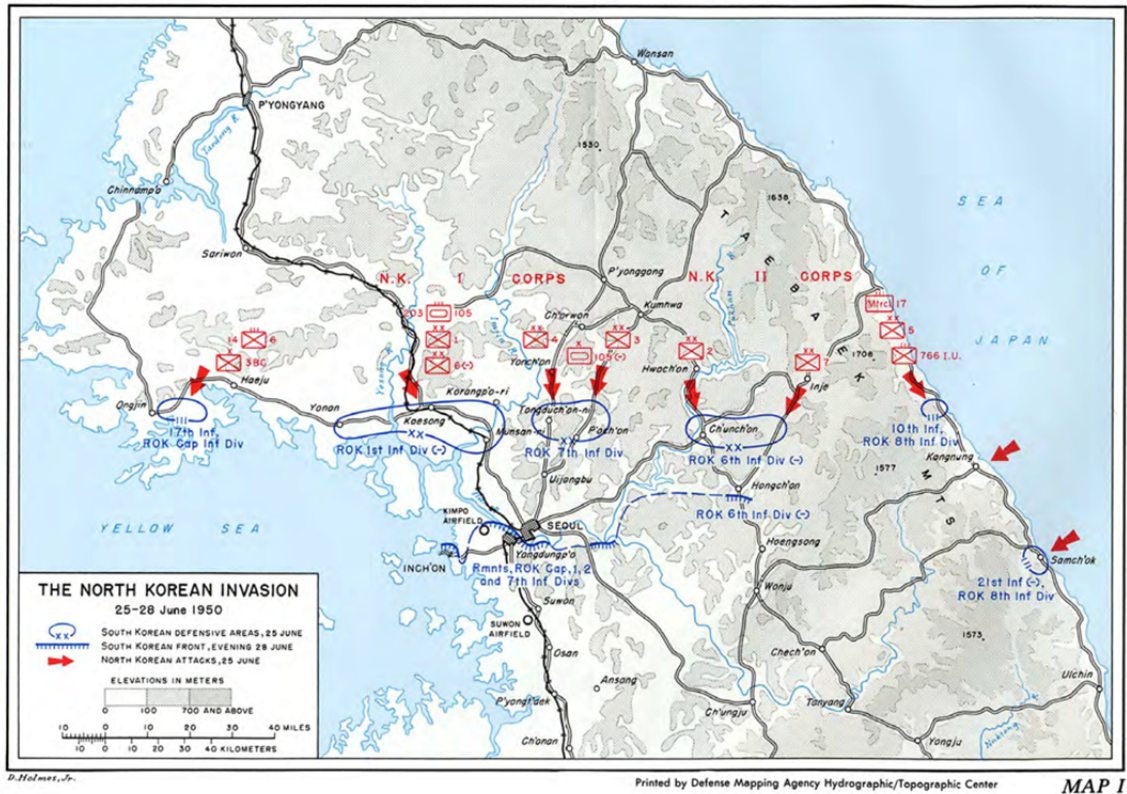 Wonsan
P'YONGYANG
Taedong R.
1530
Chinnamp'o
1638
SEA
OF
JAPAN
Sariwon
TAEBAEK MTS
N.K. I CORPS
N.K. II CORPS
P'yonggang
Kumhwa
Ch'orwon
Imjin R.
Yonch'on
Hwach'on
203 105
1
6(-)
14 6
3BG
4
3
105(-)
2
7
Mtrcl 17
5
766 I.U.
1708
Inje
Haeju
Ongjin
Yonan
Kaesong
Korangp'o-ri
Munsan-ni
Tongduch'on-ni
P'och'on
Ch'unch'on
17th Inf,
ROK Cap Inf Div
ROK 1st Inf Div (-)
ROK 7th Inf Div
ROK 6th Inf Div (-)
10th Inf,
ROK 8th Inf Div
Kangnung
1577
Uijongbu
Hongch'on
ROK 6th Inf Div (-)
YELLOW SEA
KIMPO
AIRFIELD
SEOUL
INCH'ON
Yongdungp'o
Rmnts, ROK Cap, 1, 2
and 7th Inf Divs
Hoengsong
Samch'ok
21st Inf (-),
ROK 8th Inf Div
Wonju
Suwon
SUWON
AIRFIELD
Osan
Ansong
Chech'on
1573
Ulchin
P'yongt'aek
Ch'ungju
Tanyang
Yongju
Naktong R.
Ch'onan
THE NORTH KOREAN INVASION
25-28 June 1950
SOUTH KOREAN DEFENSIVE AREAS, 25 JUNE
SOUTH KOREAN FRONT, EVENING 28 JUNE
NORTH KOREAN ATTACKS, 25 JUNE
ELEVATIONS IN METERS
0 100 700 AND ABOVE
10 0 10 20 30 40 MILES
10 0 10 20 30 40 KILOMETERS
D. Holmes, Jr.
Printed by Defense Mapping Agency Hydrographic/Topographic Center
MAP I